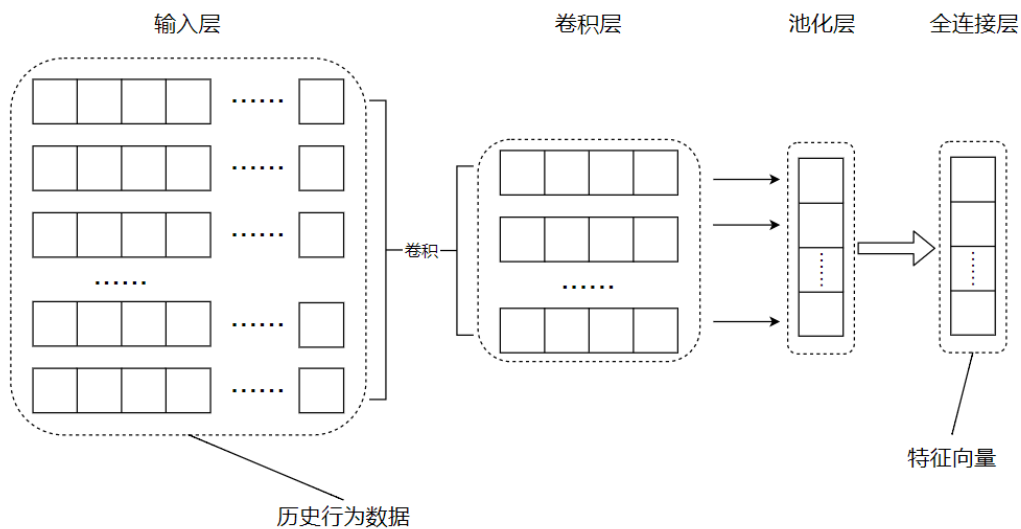 输入层
卷积层
池化层
全连接层
卷积
特征向量
历史行为数据